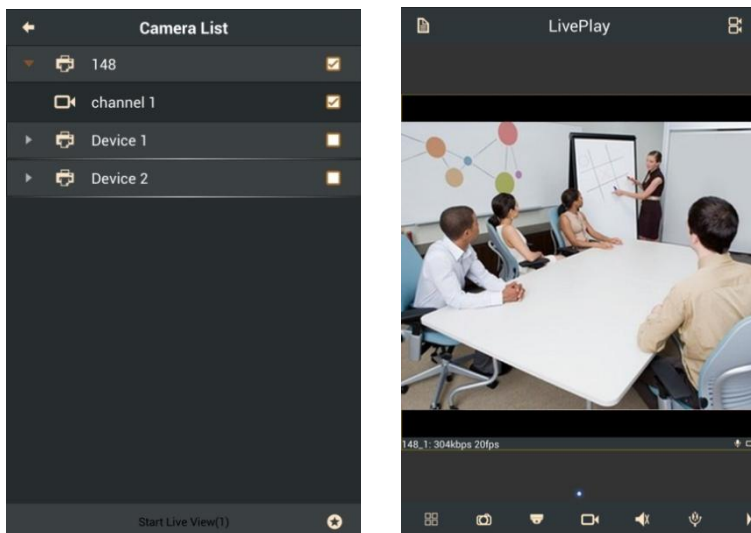 Camera List
148
channel 1
Device 1
Device 2
Start Live View(1)
LivePlay
148_1: 304kbps 20fps